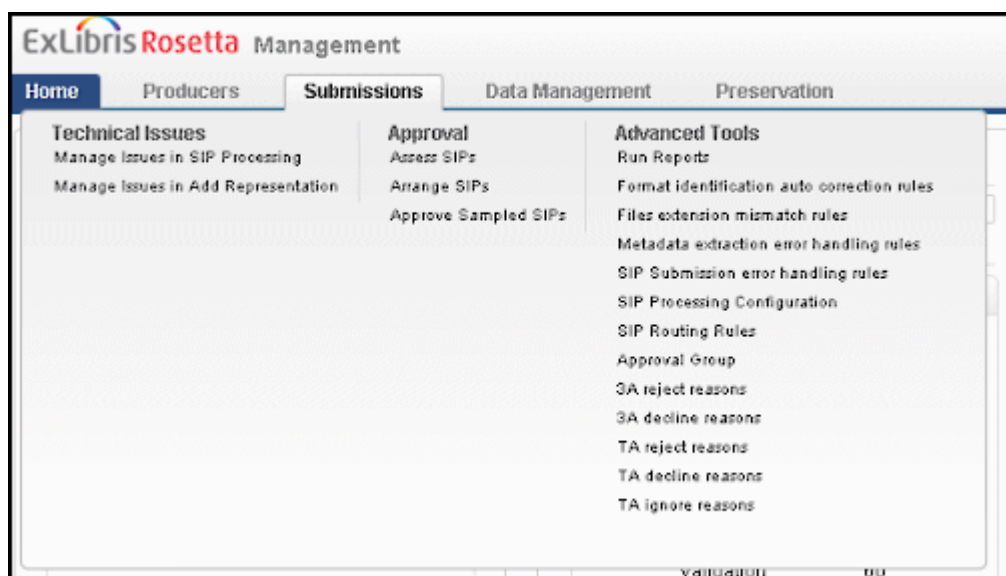 ExLibris Rosetta Management
Home Producers Submissions Data Management Preservation
Technical Issues
Manage Issues in SIP Processing
Manage Issues in Add Representation
Approval
Assess SIPs
Arrange SIPs
Approve Sampled SIPs
Advanced Tools
Run Reports
Format identification auto correction rules
Files extension mismatch rules
Metadata extraction error handling rules
SIP Submission error handling rules
SIP Processing Configuration
SIP Routing Rules
Approval Group
3A reject reasons
3A decline reasons
TA reject reasons
TA decline reasons
TA ignore reasons